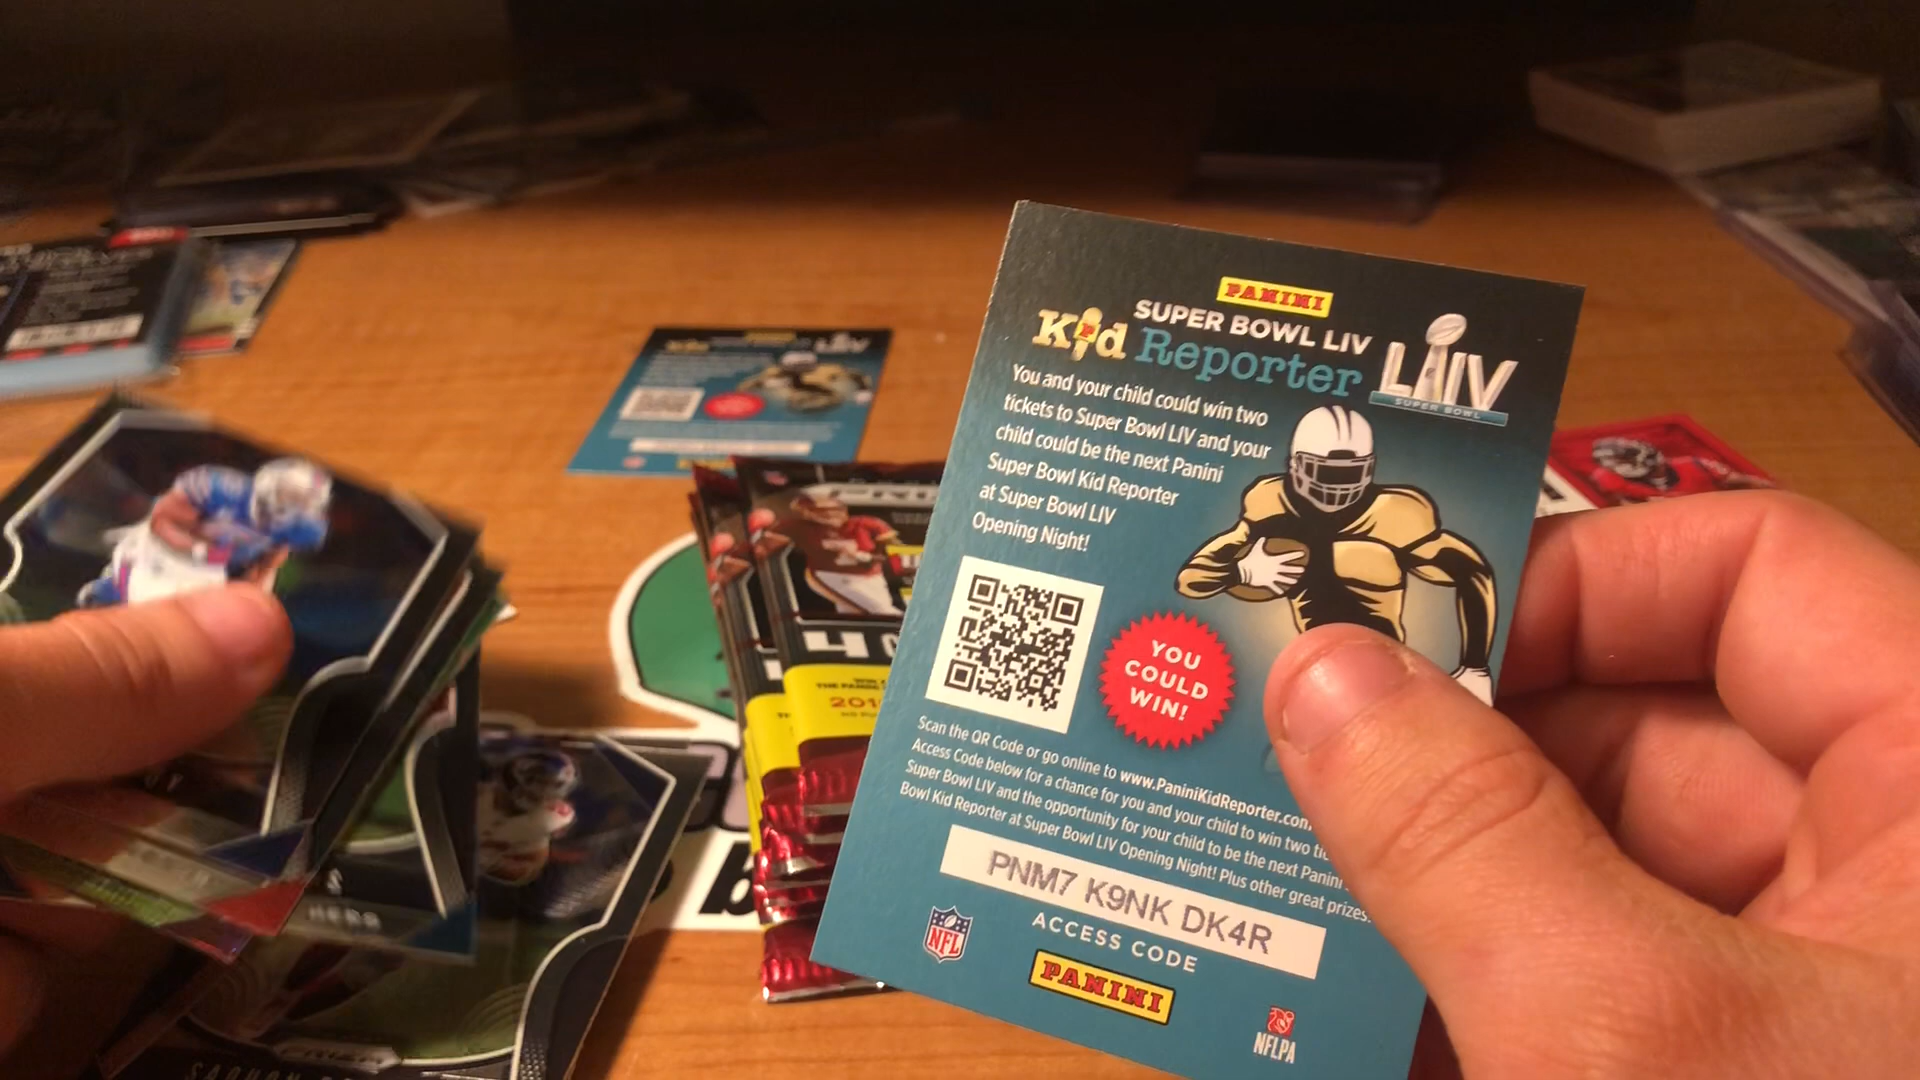 PANINI
SUPER BOWL LIV
Kid Reporter
LIV
SUPER BOWL
You and your child could win two
tickets to Super Bowl LIV and your
child could be the next Panini
Super Bowl Kid Reporter
at Super Bowl LIV
Opening Night!
YOU
COULD
WIN!
Scan the QR Code or go online to www.PaniniKidReporter.com
Access Code below for a chance for you and your child to win two
Super Bowl LIV and the opportunity for your child to be the next Panini
Bowl Kid Reporter at Super Bowl LIV Opening Night! Plus other great prizes.
PNM7 K9NK DK4R
ACCESS CODE
NFL
PANINI
NFLPA
4
LIV
PRIZM
SAQUON